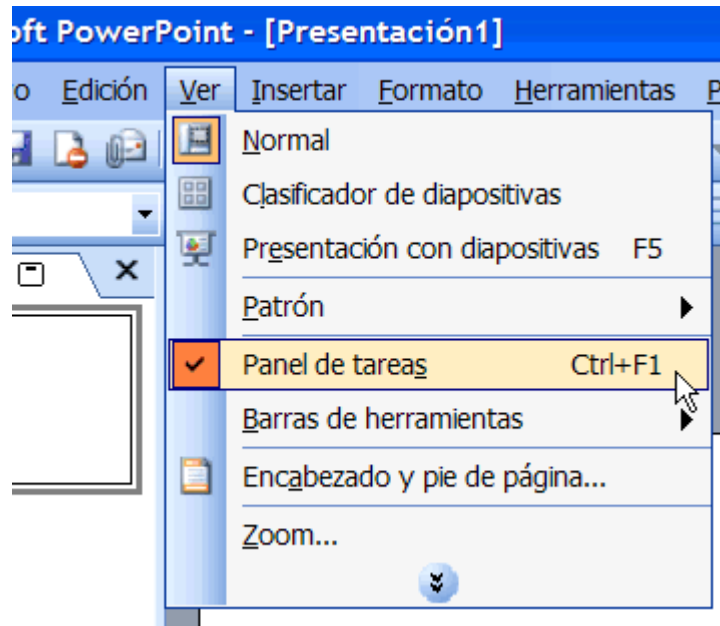 oft PowerPoint - [Presentación1]
o Edición Ver Insertar Formato Herramientas P
Normal
Clasificador de diapositivas
Presentación con diapositivas F5
Patrón
Panel de tareas Ctrl+F1
Barras de herramientas
Encabezado y pie de página...
Zoom...